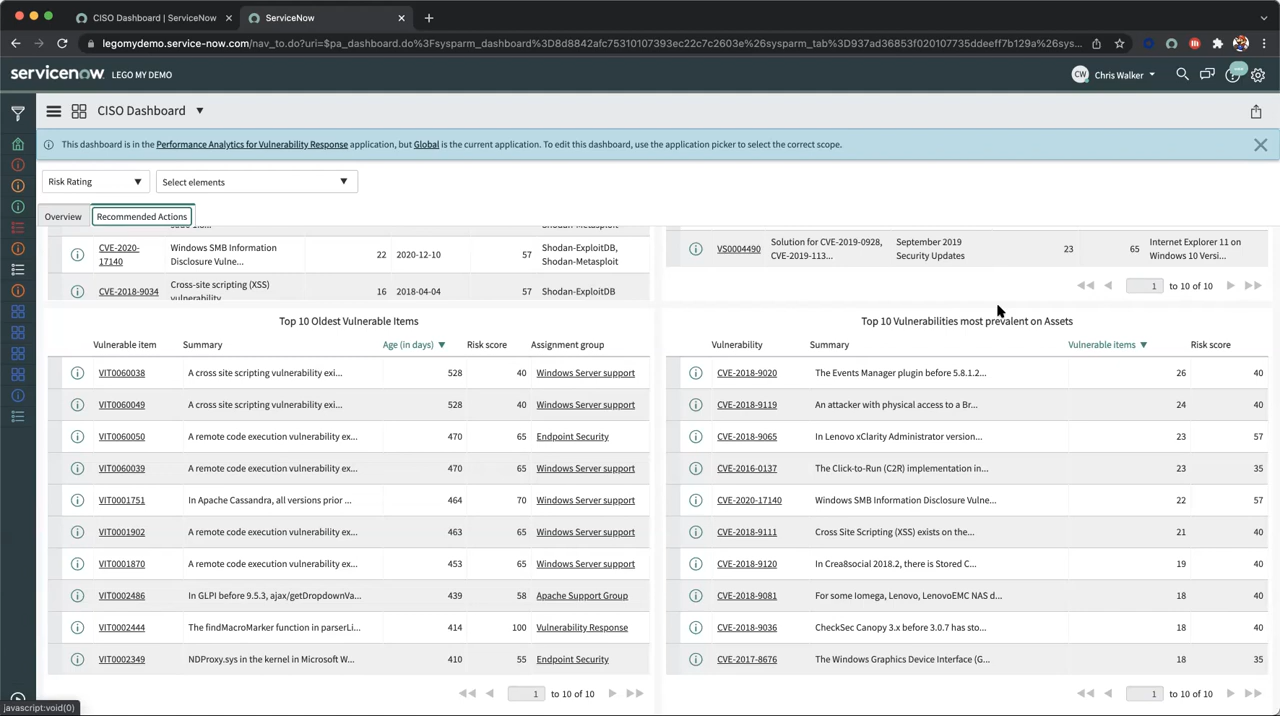 CISO Dashboard | ServiceNow
ServiceNow
legomydemo.service-now.com/nav_to.do?uri=$pa_dashboard.do%3Fsysparm_dashboard%3D8d8842afc75310107393ec22c7c2603e%26sysparm_tab%3D937ad36853f020107735ddeeff7b129a%26sys...
servicenow LEGO MY DEMO
CW Chris Walker
CISO Dashboard
This dashboard is in the Performance Analytics for Vulnerability Response application, but Global is the current application. To edit this dashboard, use the application picker to select the correct scope.
Risk Rating Select elements
Overview Recommended Actions
CVE-2020-17140 Windows SMB Information Disclosure Vulne... 22 2020-12-10 57 Shodan-ExploitDB, Shodan-Metasploit
CVE-2018-9034 Cross-site scripting (XSS) vulnerability 16 2018-04-04 57 Shodan-ExploitDB
VS0004490 Solution for CVE-2019-0928, CVE-2019-113... September 2019 Security Updates 23 65 Internet Explorer 11 on Windows 10 Versi...
1 to 10 of 10
Top 10 Oldest Vulnerable Items
Vulnerable item Summary Age (in days) Risk score Assignment group
VIT0060038 A cross site scripting vulnerability exi... 528 40 Windows Server support
VIT0060049 A cross site scripting vulnerability exi... 528 40 Windows Server support
VIT0060050 A remote code execution vulnerability ex... 470 65 Endpoint Security
VIT0060039 A remote code execution vulnerability ex... 470 65 Windows Server support
VIT0001751 In Apache Cassandra, all versions prior ... 464 70 Windows Server support
VIT0001902 A remote code execution vulnerability ex... 463 65 Windows Server support
VIT0001870 A remote code execution vulnerability ex... 453 65 Windows Server support
VIT0002486 In GLPI before 9.5.3, ajax/getDropdownVa... 439 58 Apache Support Group
VIT0002444 The findMacroMarker function in parserLi... 414 100 Vulnerability Response
VIT0002349 NDProxy.sys in the kernel in Microsoft W... 410 55 Endpoint Security
1 to 10 of 10
Top 10 Vulnerabilities most prevalent on Assets
Vulnerability Summary Vulnerable items Risk score
CVE-2018-9020 The Events Manager plugin before 5.8.1.2... 26 40
CVE-2018-9119 An attacker with physical access to a Br... 24 40
CVE-2018-9065 In Lenovo xClarity Administrator version... 23 57
CVE-2016-0137 The Click-to-Run (C2R) implementation in... 23 35
CVE-2020-17140 Windows SMB Information Disclosure Vulne... 22 57
CVE-2018-9111 Cross Site Scripting (XSS) exists on the... 21 40
CVE-2018-9120 In Crea8social 2018.2, there is Stored C... 19 40
CVE-2018-9081 For some Iomega, Lenovo, LenovoEMC NAS d... 18 40
CVE-2018-9036 CheckSec Canopy 3.x before 3.0.7 has sto... 18 40
CVE-2017-8676 The Windows Graphics Device Interface (G... 18 35
1 to 10 of 10
javascript:void(0)